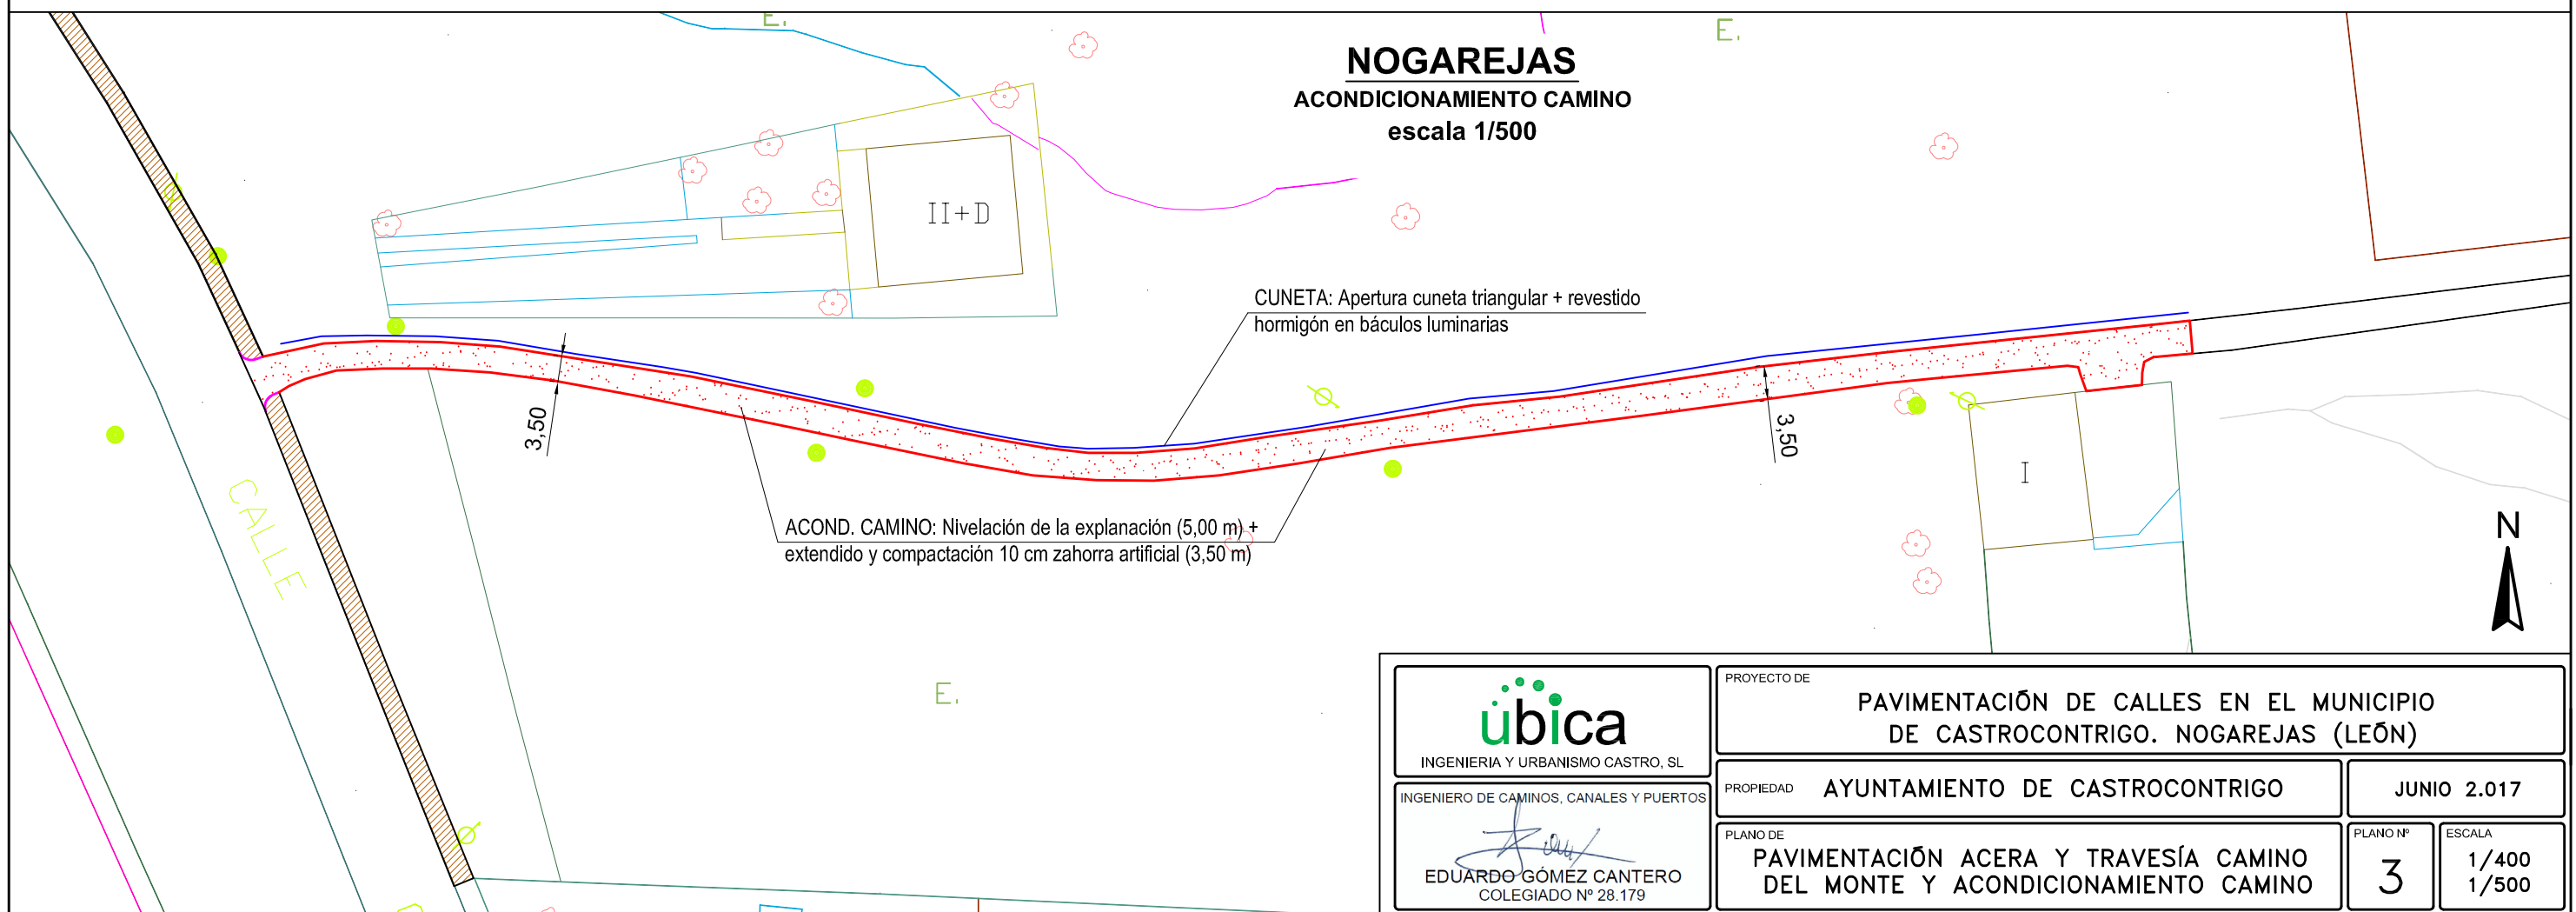 E.
E.
NOGAREJAS
ACONDICIONAMIENTO CAMINO
escala 1/500
II+D
CUNETA: Apertura cuneta triangular + revestido
hormigón en báculos luminarias
3,50
3,50
ACOND. CAMINO: Nivelación de la explanación (5,00 m) +
extendido y compactación 10 cm zahorra artificial (3,50 m)
CALLE
I
N
E.
übica
INGENIERIA Y URBANISMO CASTRO, SL
INGENIERO DE CAMINOS, CANALES Y PUERTOS
EDUARDO GÓMEZ CANTERO
COLEGIADO Nº 28.179
PROYECTO DE
PAVIMENTACIÓN DE CALLES EN EL MUNICIPIO
DE CASTROCONTRIGO. NOGAREJAS (LEÓN)
PROPIEDAD AYUNTAMIENTO DE CASTROCONTRIGO
JUNIO 2.017
PLANO DE
PAVIMENTACIÓN ACERA Y TRAVESÍA CAMINO
DEL MONTE Y ACONDICIONAMIENTO CAMINO
PLANO Nº
3
ESCALA
1/400
1/500